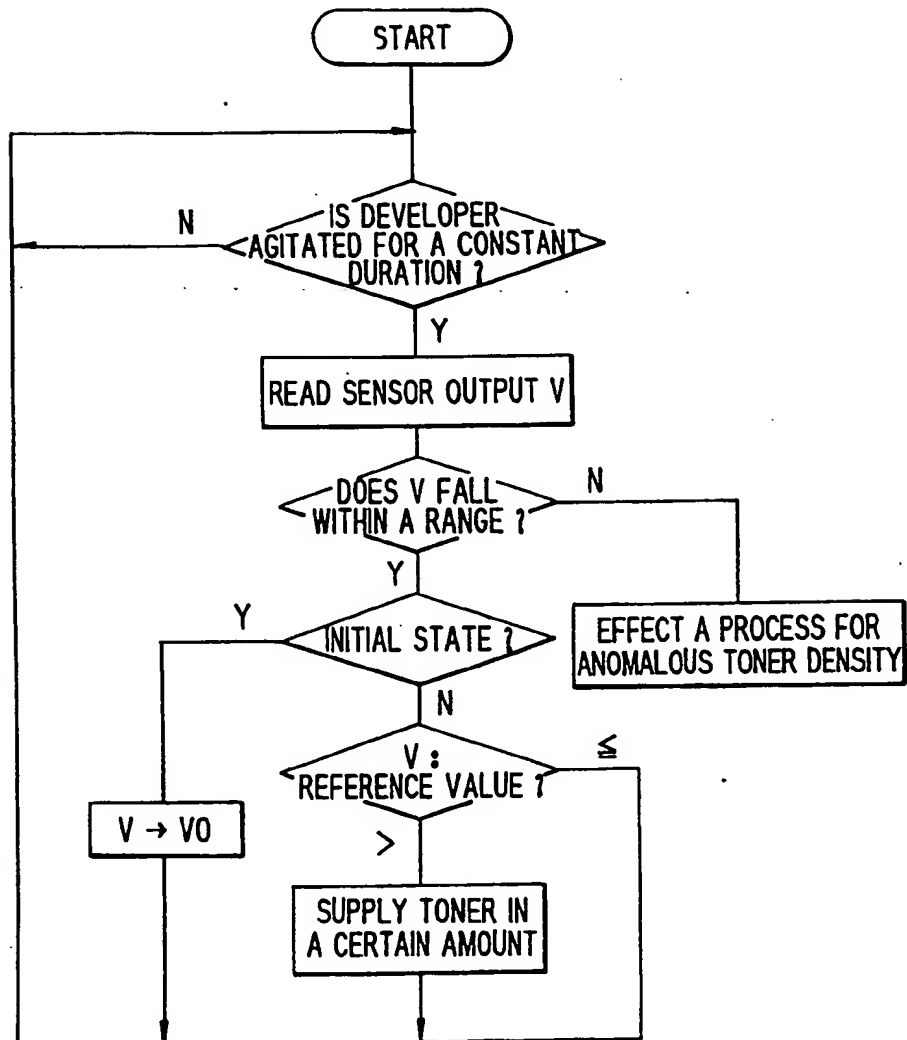 START
N
IS DEVELOPER
AGITATED FOR A CONSTANT
DURATION ?
Y
READ SENSOR OUTPUT V
DOES V FALL
WITHIN A RANGE ?
N
Y
EFFECT A PROCESS FOR
ANOMALOUS TONER DENSITY
INITIAL STATE ?
Y
N
V :
REFERENCE VALUE ?
≦
V → V0
>
SUPPLY TONER IN
A CERTAIN AMOUNT